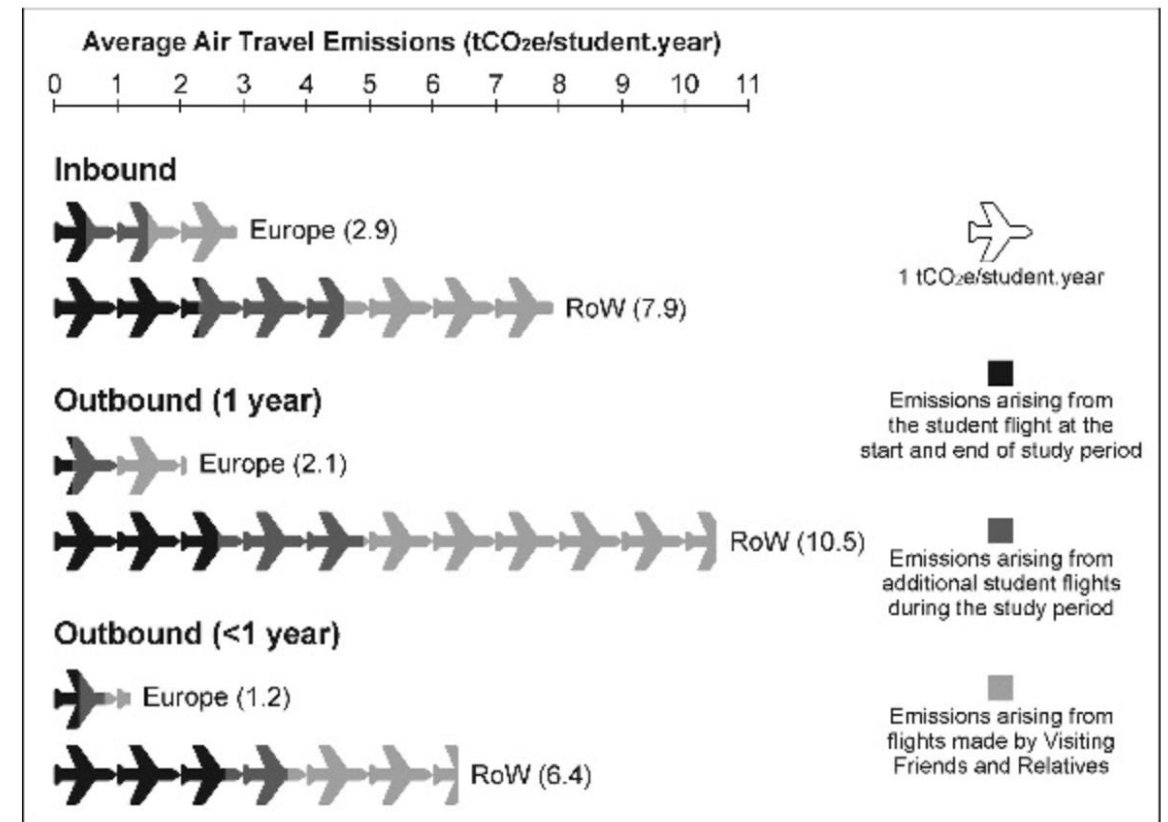 Average Air Travel Emissions (tCO₂e/student.year)
0 1 2 3 4 5 6 7 8 9 10 11
Inbound
Europe (2.9)
RoW (7.9)
Outbound (1 year)
Europe (2.1)
RoW (10.5)
Outbound (<1 year)
Europe (1.2)
RoW (6.4)
1 tCO₂e/student.year
Emissions arising from
the student flight at the
start and end of study period
Emissions arising from
additional student flights
during the study period
Emissions arising from
flights made by Visiting
Friends and Relatives